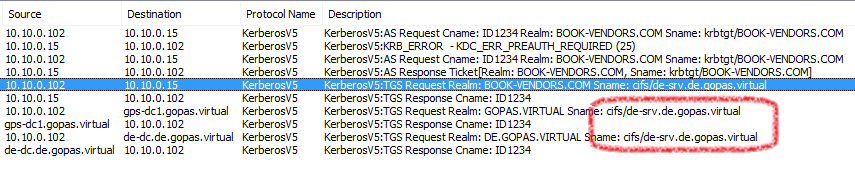 Source Destination Protocol Name Description
10.10.0.102 10.10.0.15 KerberosV5 KerberosV5:AS Request Cname: ID1234 Realm: BOOK-VENDORS.COM Sname: krbtgt/BOOK-VENDORS.COM
10.10.0.15 10.10.0.102 KerberosV5 KerberosV5:KRB_ERROR - KDC_ERR_PREAUTH_REQUIRED (25)
10.10.0.102 10.10.0.15 KerberosV5 KerberosV5:AS Request Cname: ID1234 Realm: BOOK-VENDORS.COM Sname: krbtgt/BOOK-VENDORS.COM
10.10.0.15 10.10.0.102 KerberosV5 KerberosV5:AS Response Ticket[Realm: BOOK-VENDORS.COM, Sname: krbtgt/BOOK-VENDORS.COM]
10.10.0.102 10.10.0.15 KerberosV5 KerberosV5:TGS Request Realm: BOOK-VENDORS.COM Sname: cifs/de-srv.de.gopas.virtual
10.10.0.15 10.10.0.102 KerberosV5 KerberosV5:TGS Response Cname: ID1234
10.10.0.102 gps-dc1.gopas.virtual KerberosV5 KerberosV5:TGS Request Realm: GOPAS.VIRTUAL Sname: cifs/de-srv.de.gopas.virtual
gps-dc1.gopas.virtual 10.10.0.102 KerberosV5 KerberosV5:TGS Response Cname: ID1234
10.10.0.102 de-dc.de.gopas.virtual KerberosV5 KerberosV5:TGS Request Realm: DE.GOPAS.VIRTUAL Sname: cifs/de-srv.de.gopas.virtual
de-dc.de.gopas.virtual 10.10.0.102 KerberosV5 KerberosV5:TGS Response Cname: ID1234